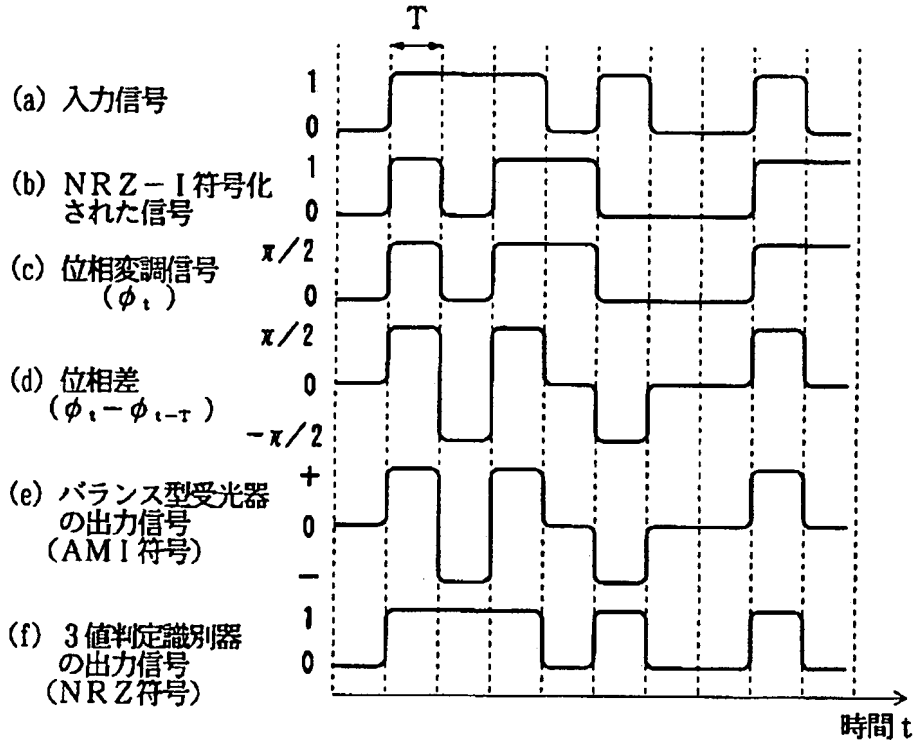 T
(a) 入力信号
1
0
(b) NRZ－I符号化
された信号
1
0
(c) 位相変調信号
(φt)
π/2
0
(d) 位相差
(φt－φt-T)
π/2
0
－π/2
(e) バランス型受光器
の出力信号
(AMI符号)
+
0
－
(f) 3値判定識別器
の出力信号
(NRZ符号)
1
0
時間 t